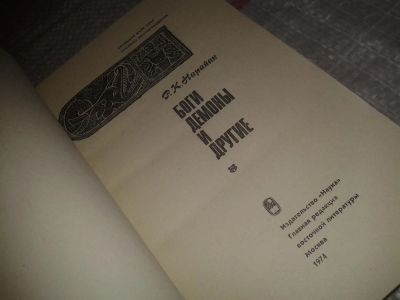 Р.К.Нарайан
БОГИ
ДЕМОНЫ
И
ДРУГИЕ
Издательство «Наука»
Главная редакция
восточной литературы
Москва
1974